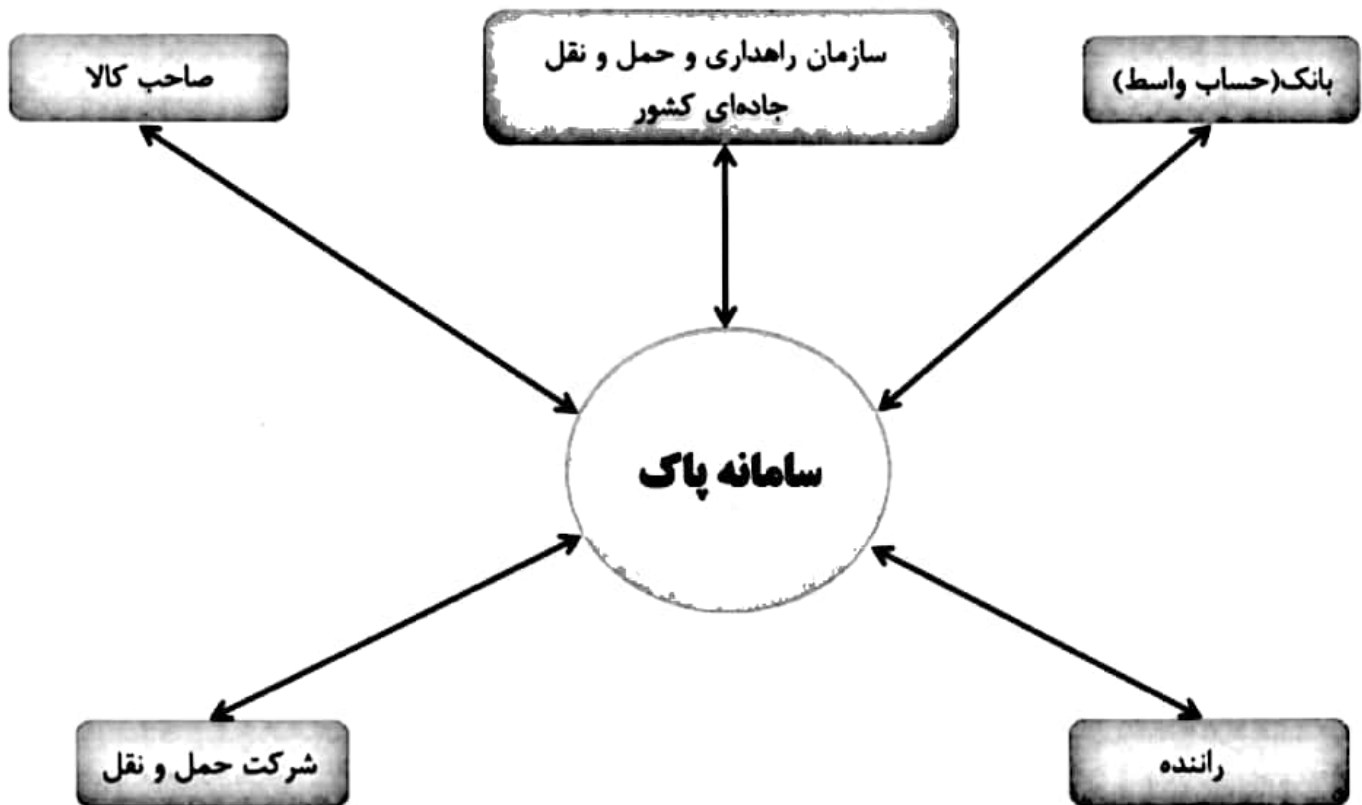 بانک(حساب واسط)
سازمان راهداری و حمل و نقل
جاده‌ای کشور
صاحب کالا
سامانه پاک
راننده
شرکت حمل و نقل